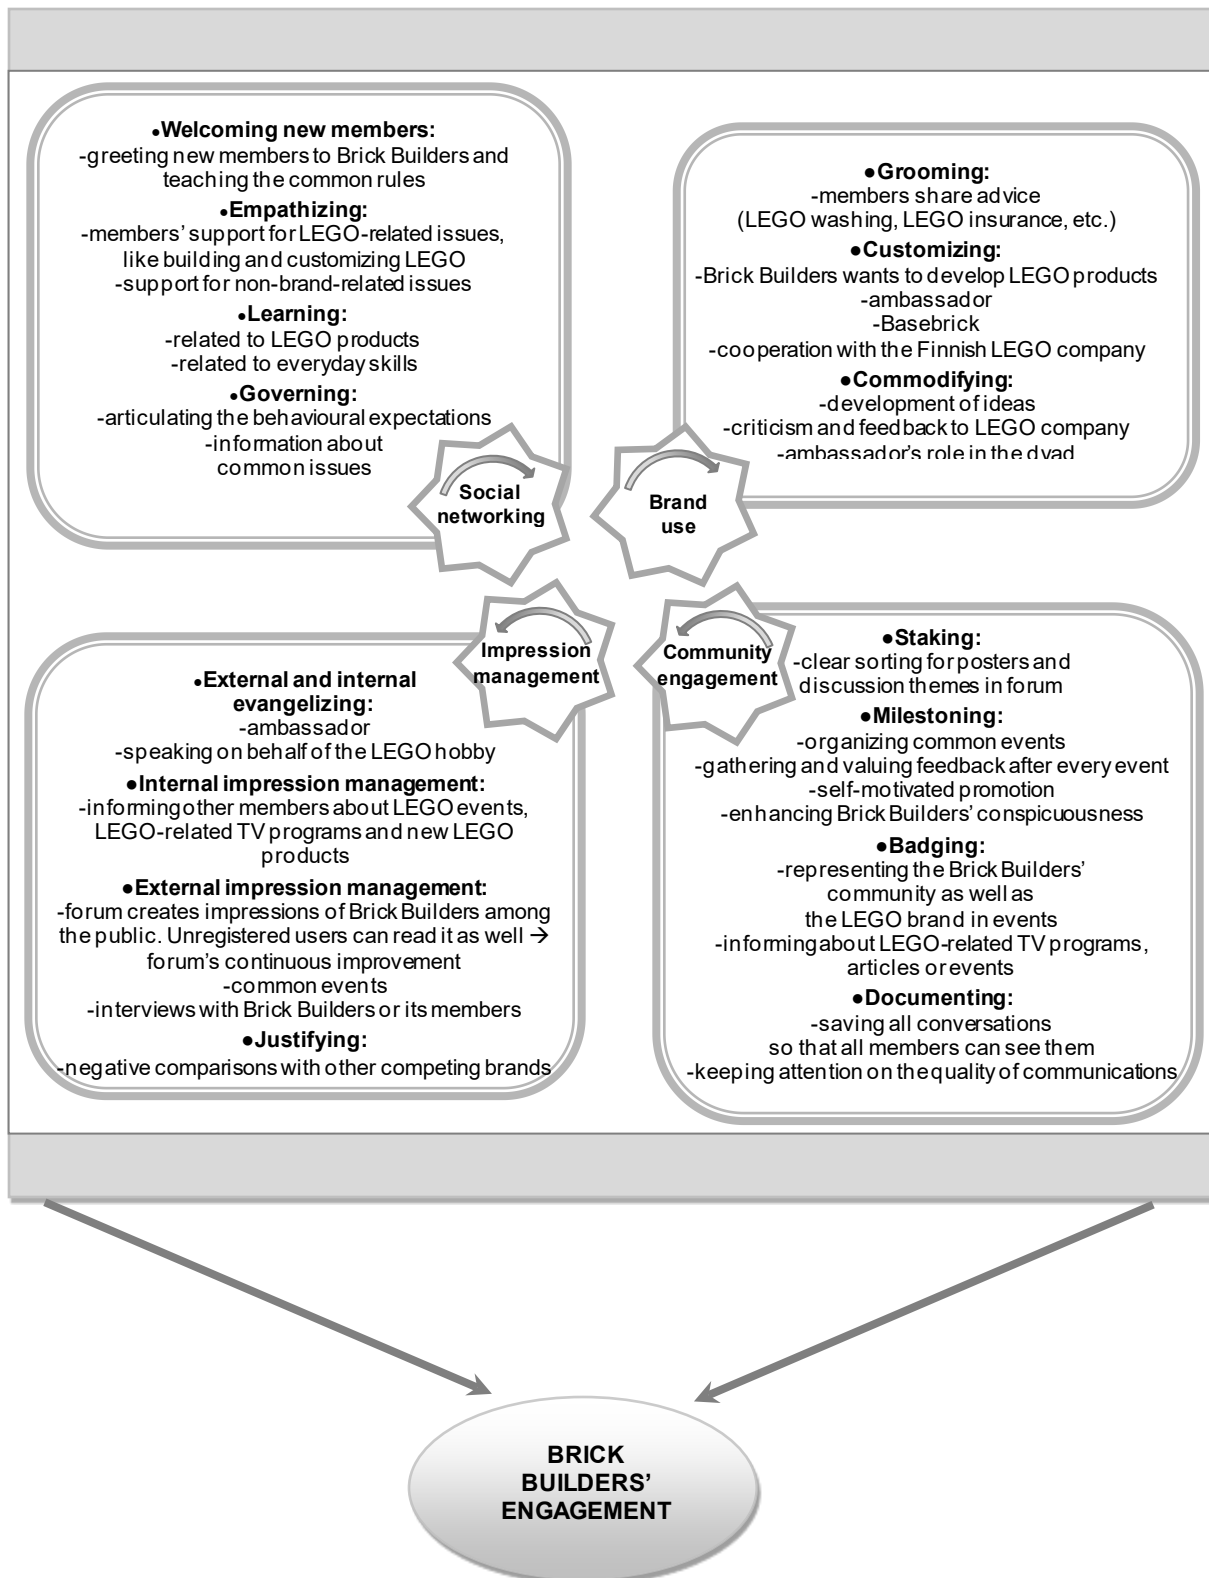 ●Welcoming new members:
-greeting new members to Brick Builders and
teaching the common rules
●Empathizing:
-members' support for LEGO-related issues,
like building and customizing LEGO
-support for non-brand-related issues
●Learning:
-related to LEGO products
-related to everyday skills
●Governing:
-articulating the behavioural expectations
-information about
common issues
Social
networking
●Grooming:
-members share advice
(LEGO washing, LEGO insurance, etc.)
●Customizing:
-Brick Builders wants to develop LEGO products
-ambassador
-Basebrick
-cooperation with the Finnish LEGO company
●Commodifying:
-development of ideas
-criticism and feedback to LEGO company
-ambassador's role in the dyad
Brand
use
Impression
management
●External and internal
evangelizing:
-ambassador
-speaking on behalf of the LEGO hobby
●Internal impression management:
-informing other members about LEGO events,
LEGO-related TV programs and new LEGO
products
●External impression management:
-forum creates impressions of Brick Builders among
the public. Unregistered users can read it as well →
forum's continuous improvement
-common events
-interviews with Brick Builders or its members
●Justifying:
-negative comparisons with other competing brands
Community
engagement
●Staking:
-clear sorting for posters and
discussion themes in forum
●Milestoning:
-organizing common events
-gathering and valuing feedback after every event
-self-motivated promotion
-enhancing Brick Builders' conspicuousness
●Badging:
-representing the Brick Builders'
community as well as
the LEGO brand in events
-informing about LEGO-related TV programs,
articles or events
●Documenting:
-saving all conversations
so that all members can see them
-keeping attention on the quality of communications
BRICK
BUILDERS'
ENGAGEMENT